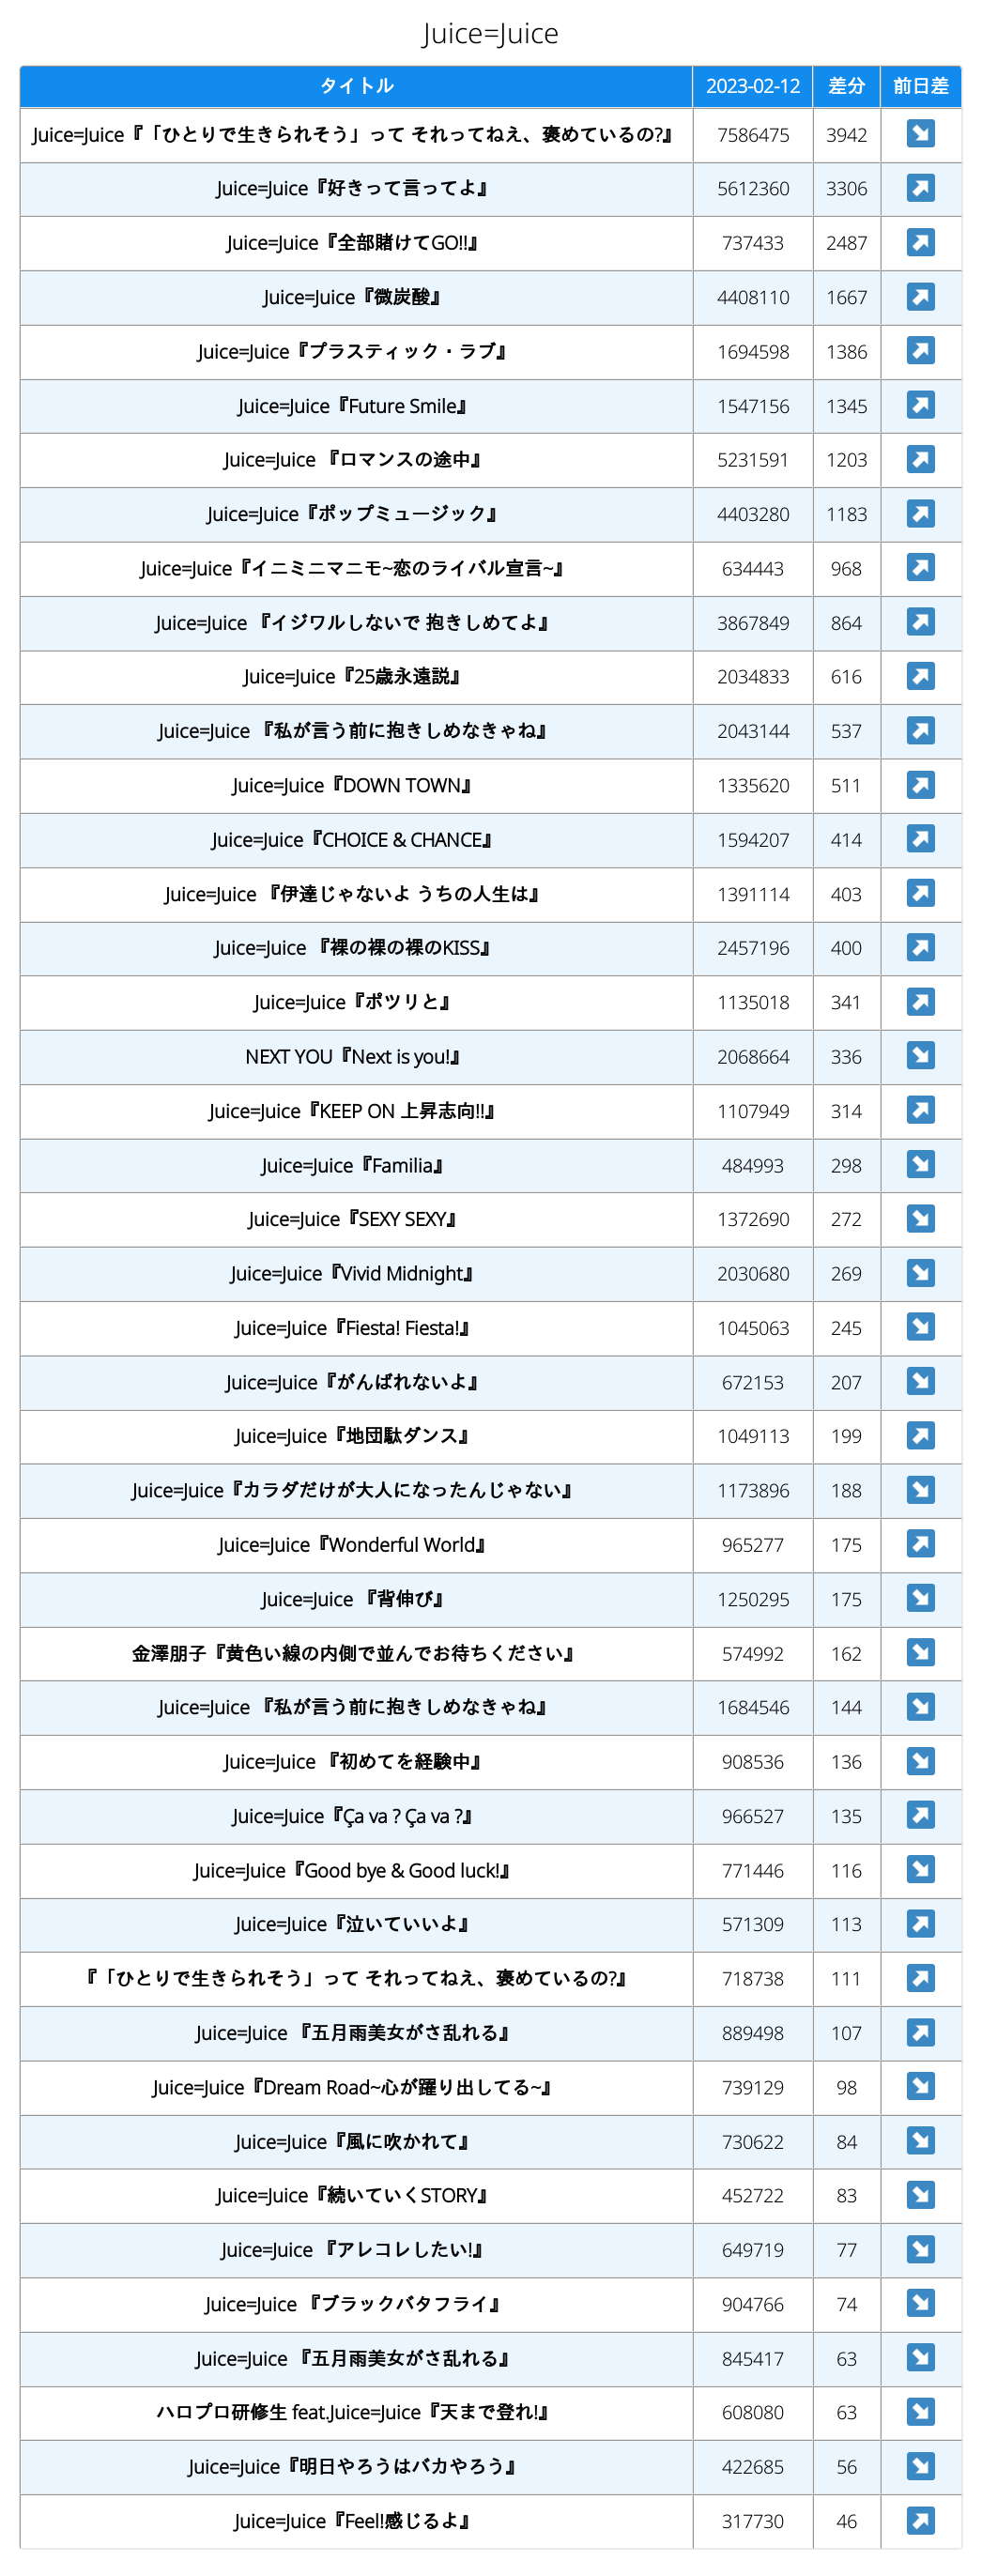 Juice=Juice
タイトル 2023-02-12 差分 前日差
Juice=Juice『「ひとりで生きられそう」って それってねえ、褒めているの?』 7586475 3942 ↘
Juice=Juice『好きって言ってよ』 5612360 3306 ↗
Juice=Juice『全部賭けてGO!!』 737433 2487 ↗
Juice=Juice『微炭酸』 4408110 1667 ↗
Juice=Juice『プラスティック・ラブ』 1694598 1386 ↗
Juice=Juice『Future Smile』 1547156 1345 ↗
Juice=Juice 『ロマンスの途中』 5231591 1203 ↗
Juice=Juice『ポップミュージック』 4403280 1183 ↗
Juice=Juice『イニミニマニモ~恋のライバル宣言~』 634443 968 ↗
Juice=Juice 『イジワルしないで 抱きしめてよ』 3867849 864 ↗
Juice=Juice『25歳永遠説』 2034833 616 ↗
Juice=Juice 『私が言う前に抱きしめなきゃね』 2043144 537 ↗
Juice=Juice『DOWN TOWN』 1335620 511 ↗
Juice=Juice『CHOICE & CHANCE』 1594207 414 ↗
Juice=Juice 『伊達じゃないよ うちの人生は』 1391114 403 ↗
Juice=Juice 『裸の裸の裸のKISS』 2457196 400 ↗
Juice=Juice『ポツリと』 1135018 341 ↗
NEXT YOU『Next is you!』 2068664 336 ↘
Juice=Juice『KEEP ON 上昇志向!!』 1107949 314 ↗
Juice=Juice『Familia』 484993 298 ↘
Juice=Juice『SEXY SEXY』 1372690 272 ↘
Juice=Juice『Vivid Midnight』 2030680 269 ↘
Juice=Juice『Fiesta! Fiesta!』 1045063 245 ↘
Juice=Juice『がんばれないよ』 672153 207 ↘
Juice=Juice『地団駄ダンス』 1049113 199 ↗
Juice=Juice『カラダだけが大人になったんじゃない』 1173896 188 ↘
Juice=Juice『Wonderful World』 965277 175 ↗
Juice=Juice 『背伸び』 1250295 175 ↘
金澤朋子『黄色い線の内側で並んでお待ちください』 574992 162 ↘
Juice=Juice 『私が言う前に抱きしめなきゃね』 1684546 144 ↘
Juice=Juice 『初めてを経験中』 908536 136 ↘
Juice=Juice『Ça va ? Ça va ?』 966527 135 ↗
Juice=Juice『Good bye & Good luck!』 771446 116 ↘
Juice=Juice『泣いていいよ』 571309 113 ↗
『「ひとりで生きられそう」って それってねえ、褒めているの?』 718738 111 ↗
Juice=Juice 『五月雨美女がさ乱れる』 889498 107 ↗
Juice=Juice『Dream Road~心が躍り出してる~』 739129 98 ↘
Juice=Juice『風に吹かれて』 730622 84 ↘
Juice=Juice『続いていくSTORY』 452722 83 ↘
Juice=Juice 『アレコレしたい!』 649719 77 ↘
Juice=Juice 『ブラックバタフライ』 904766 74 ↘
Juice=Juice 『五月雨美女がさ乱れる』 845417 63 ↘
ハロプロ研修生 feat.Juice=Juice『天まで登れ!』 608080 63 ↘
Juice=Juice『明日やろうはバカやろう』 422685 56 ↘
Juice=Juice『Feel!感じるよ』 317730 46 ↗